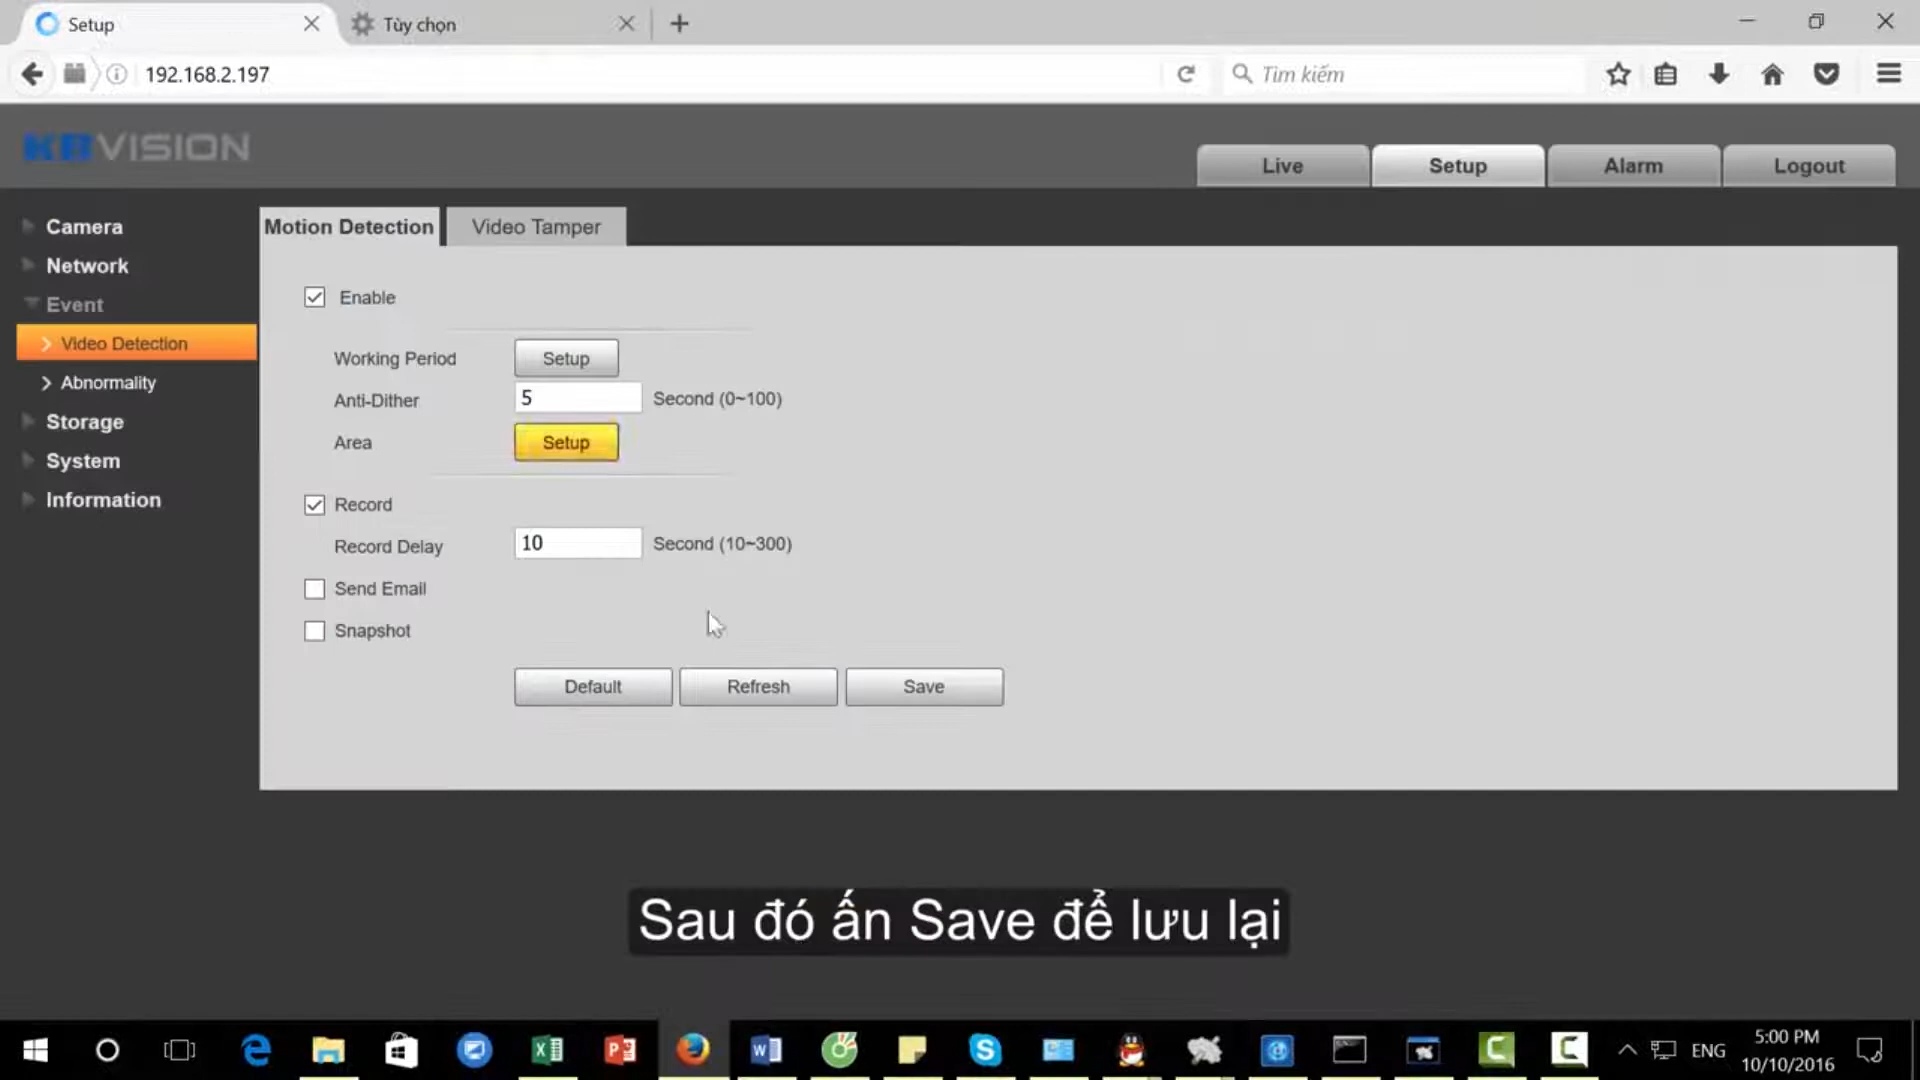 Setup
Tùy chọn
192.168.2.197
Tìm kiếm
KBVISION
Live
Setup
Alarm
Logout
Camera
Network
Event
Video Detection
Abnormality
Storage
System
Information
Motion Detection
Video Tamper
Enable
Working Period
Setup
Anti-Dither
5
Second (0~100)
Area
Setup
Record
Record Delay
10
Second (10~300)
Send Email
Snapshot
Default
Refresh
Save
Sau đó ấn Save để lưu lại
ENG
5:00 PM
10/10/2016